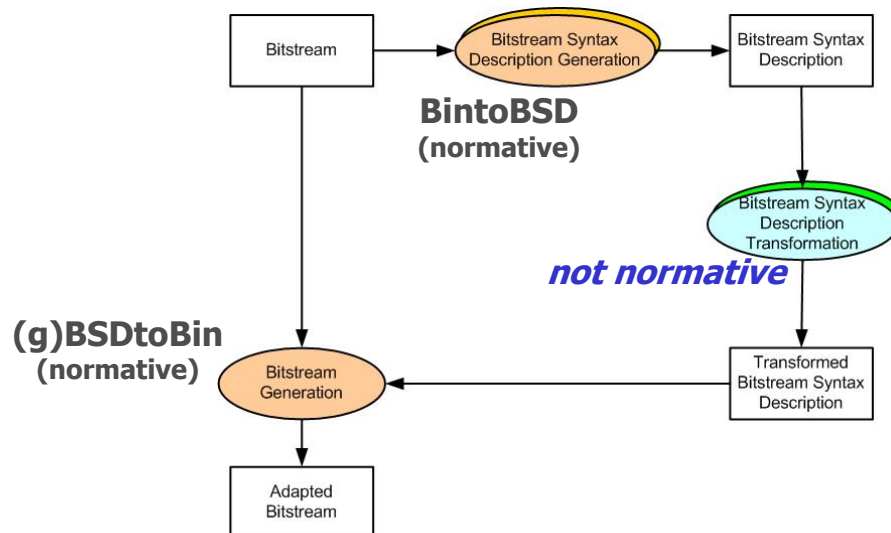 Bitstream
Bitstream Syntax
Description Generation
Bitstream Syntax
Description
BintoBSD
(normative)
Bitstream Syntax
Description
Transformation
not normative
(g)BSDtoBin
(normative)
Bitstream
Generation
Transformed
Bitstream Syntax
Description
Adapted
Bitstream